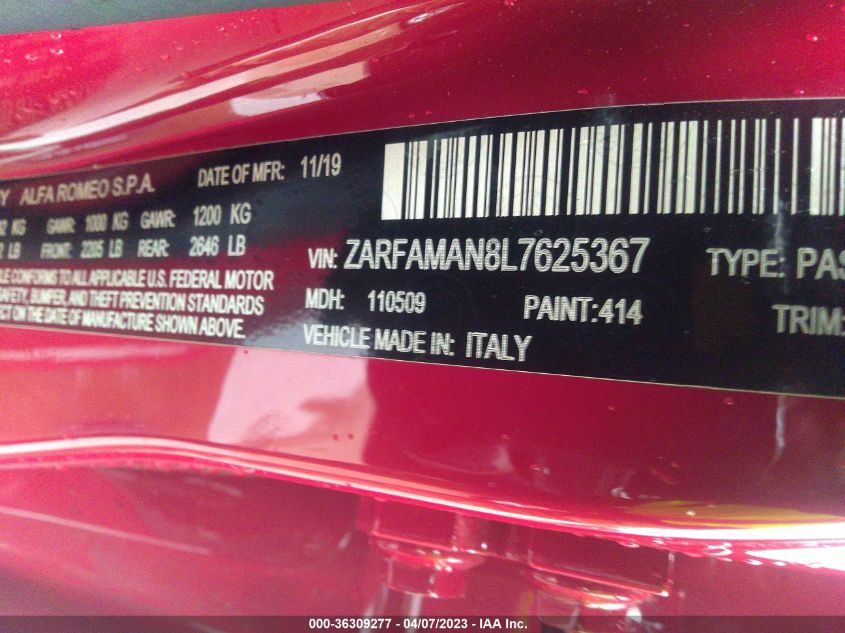 ALFA ROMEO S.P.A. DATE OF MFR: 11/19
KG GAWR: 1000 KG GAWR: 1200 KG
LB FRONT: 2205 LB REAR: 2646 LB
CONFORMS TO ALL APPLICABLE U.S. FEDERAL MOTOR
SAFETY, BUMPER, AND THEFT PREVENTION STANDARDS
ON THE DATE OF MANUFACTURE SHOWN ABOVE.
VIN: ZARFAMAN8L7625367 TYPE: PAS
MDH: 110509 PAINT:414 TRIM:
VEHICLE MADE IN: ITALY
000-36309277 - 04/07/2023 - IAA Inc.